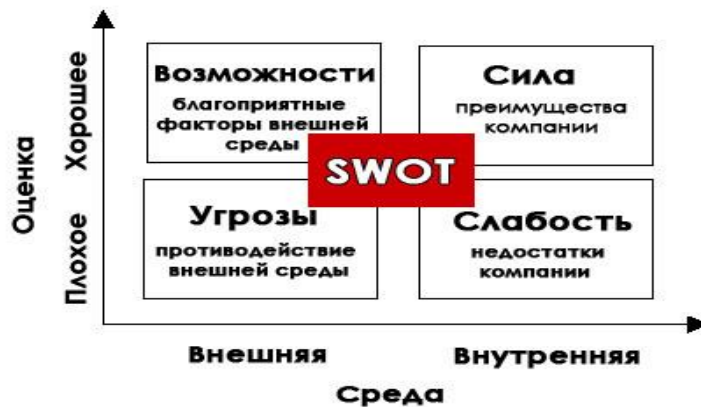 Оценка
Хорошее
Плохое
Возможности
благоприятные
факторы внешней
среды
Сила
преимущества
компании
SWOT
Угрозы
противодействие
внешней среды
Слабость
недостатки
компании
Внешняя
Внутренняя
Среда